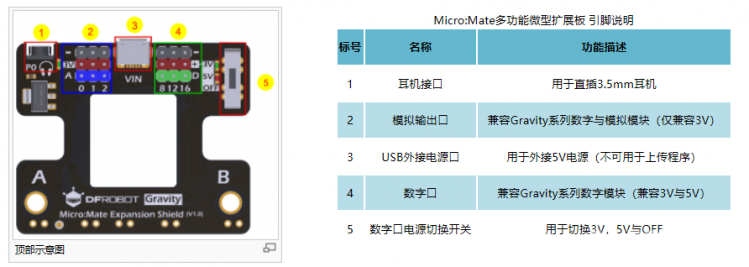 1
2
3
4
5
P0
3V
A
0 1 2
VIN
D
8 12 16
3V
5V
OFF
A
B
DFROBOT Gravity
Micro:Mate Expansion Shield (V1.0)
顶部示意图
Micro:Mate多功能微型扩展板 引脚说明
标号 名称 功能描述
1 耳机接口 用于直插3.5mm耳机
2 模拟输出口 兼容Gravity系列数字与模拟模块（仅兼容3V）
3 USB外接电源口 用于外接5V电源（不可用于上传程序）
4 数字口 兼容Gravity系列数字模块（兼容3V与5V）
5 数字口电源切换开关 用于切换3V，5V与OFF